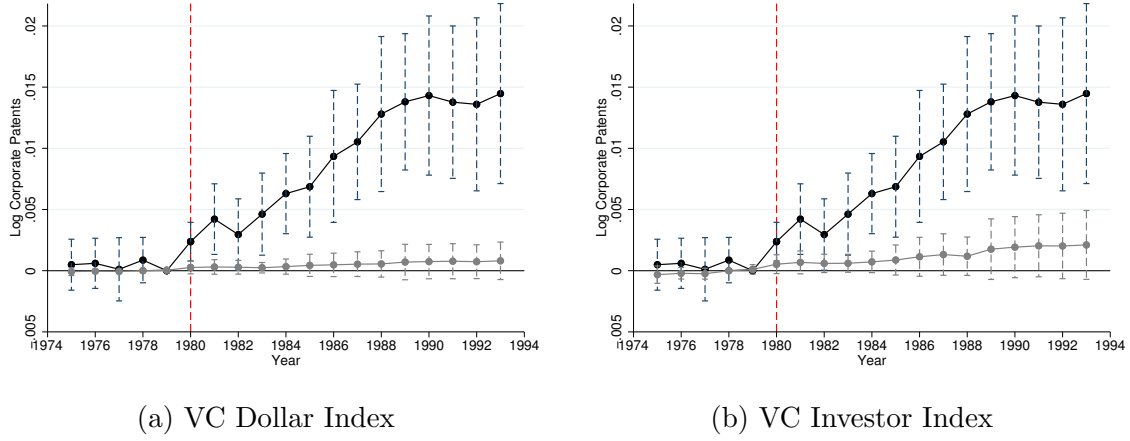 .02
.015
.01
.005
0
.005
Log Corporate Patents
1974 1976 1978 1980 1982 1984 1986 1988 1990 1992 1994
Year
(a) VC Dollar Index
.02
.015
.01
.005
0
.005
Log Corporate Patents
1974 1976 1978 1980 1982 1984 1986 1988 1990 1992 1994
Year
(b) VC Investor Index